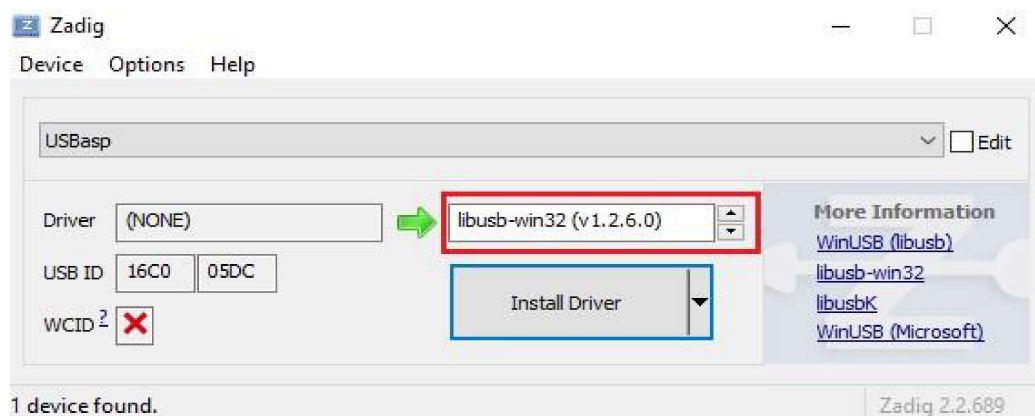 Zadig
Device Options Help
USBasp Edit
Driver (NONE) libusb-win32 (v1.2.6.0)
USB ID 16C0 05DC
WCID ?
Install Driver
More Information
WinUSB (libusb)
libusb-win32
libusbK
WinUSB (Microsoft)
1 device found. Zadig 2.2.689